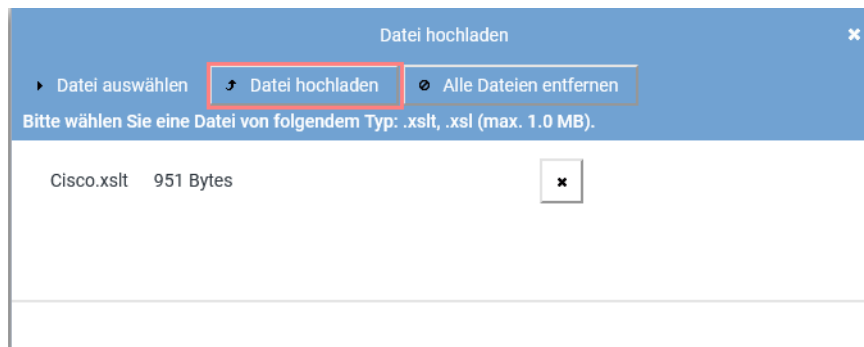 Datei hochladen
Datei auswählen Datei hochladen Alle Dateien entfernen
Bitte wählen Sie eine Datei von folgendem Typ: .xslt, .xsl (max. 1.0 MB).
Cisco.xslt 951 Bytes